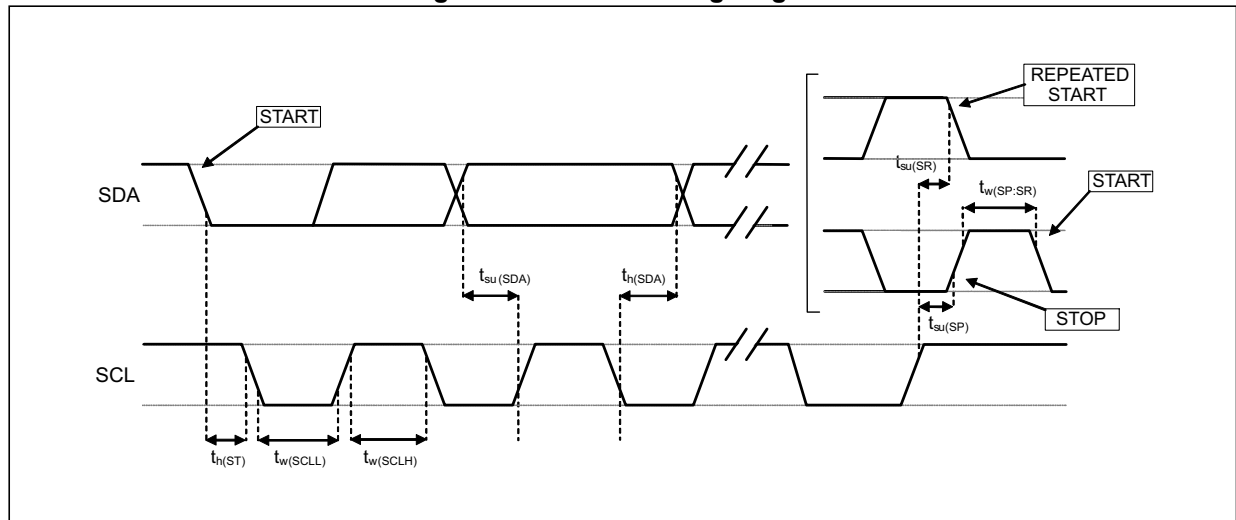 REPEATED
START
START
tsu(SR)
tw(SP:SR)
START
SDA
tsu(SDA)
th(SDA)
tsu(SP)
STOP
SCL
th(ST)
tw(SCLL)
tw(SCLH)